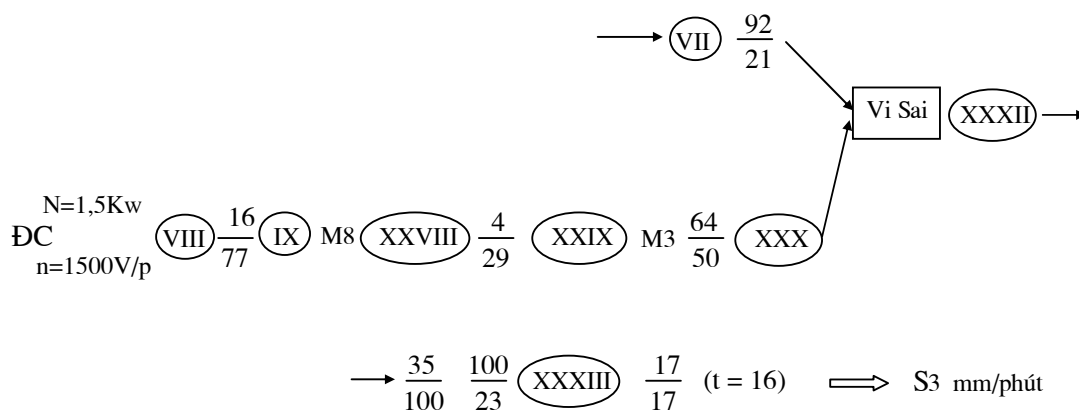 VII 92/21
Vi Sai XXXII
N=1,5Kw
ĐC VIII 16/77 IX M8 XXVIII 4/29 XXIX M3 64/50 XXX
n=1500V/p
35/100 100/23 XXXIII 17/17 (t = 16) S3 mm/phút